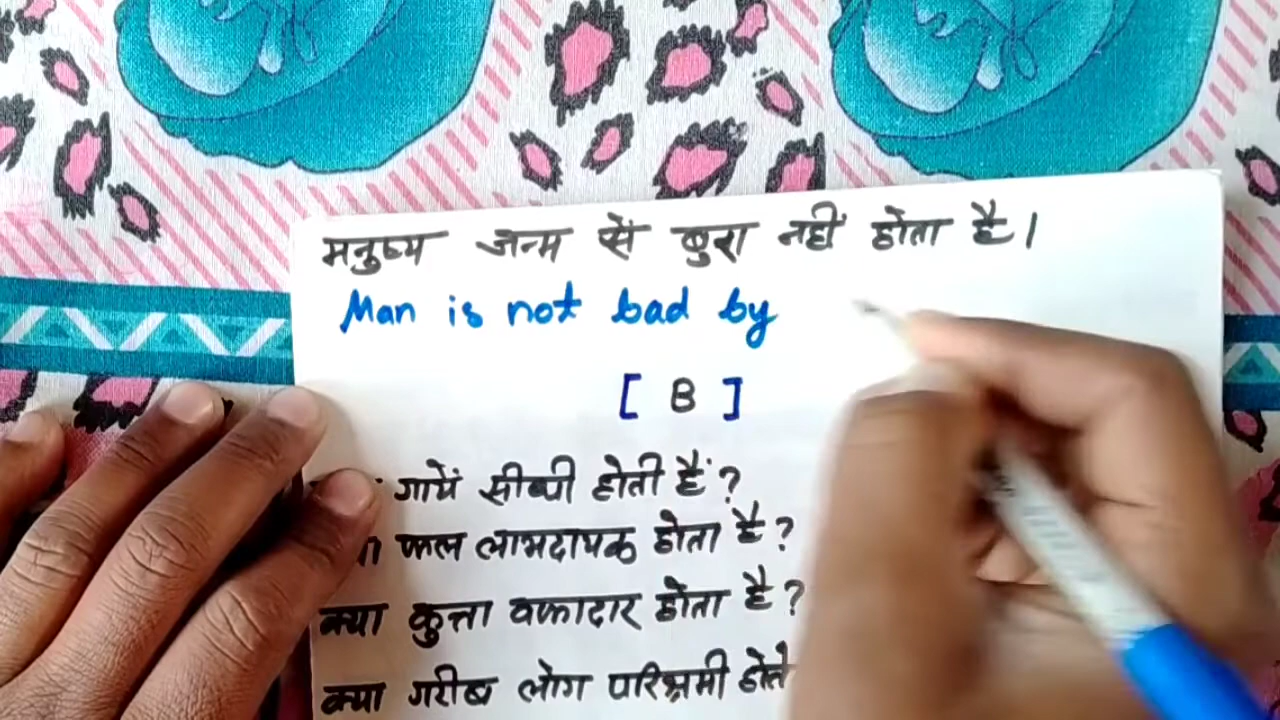 मनुष्य जन्म से बुरा नहीं होता है।
Man is not bad by
[ B ]
गायें सीधी होती हैं ?
फल लाभदायक होता है ?
क्या कुत्ता वफादार होता है ?
क्या गरीब लोग परिश्रमी होते